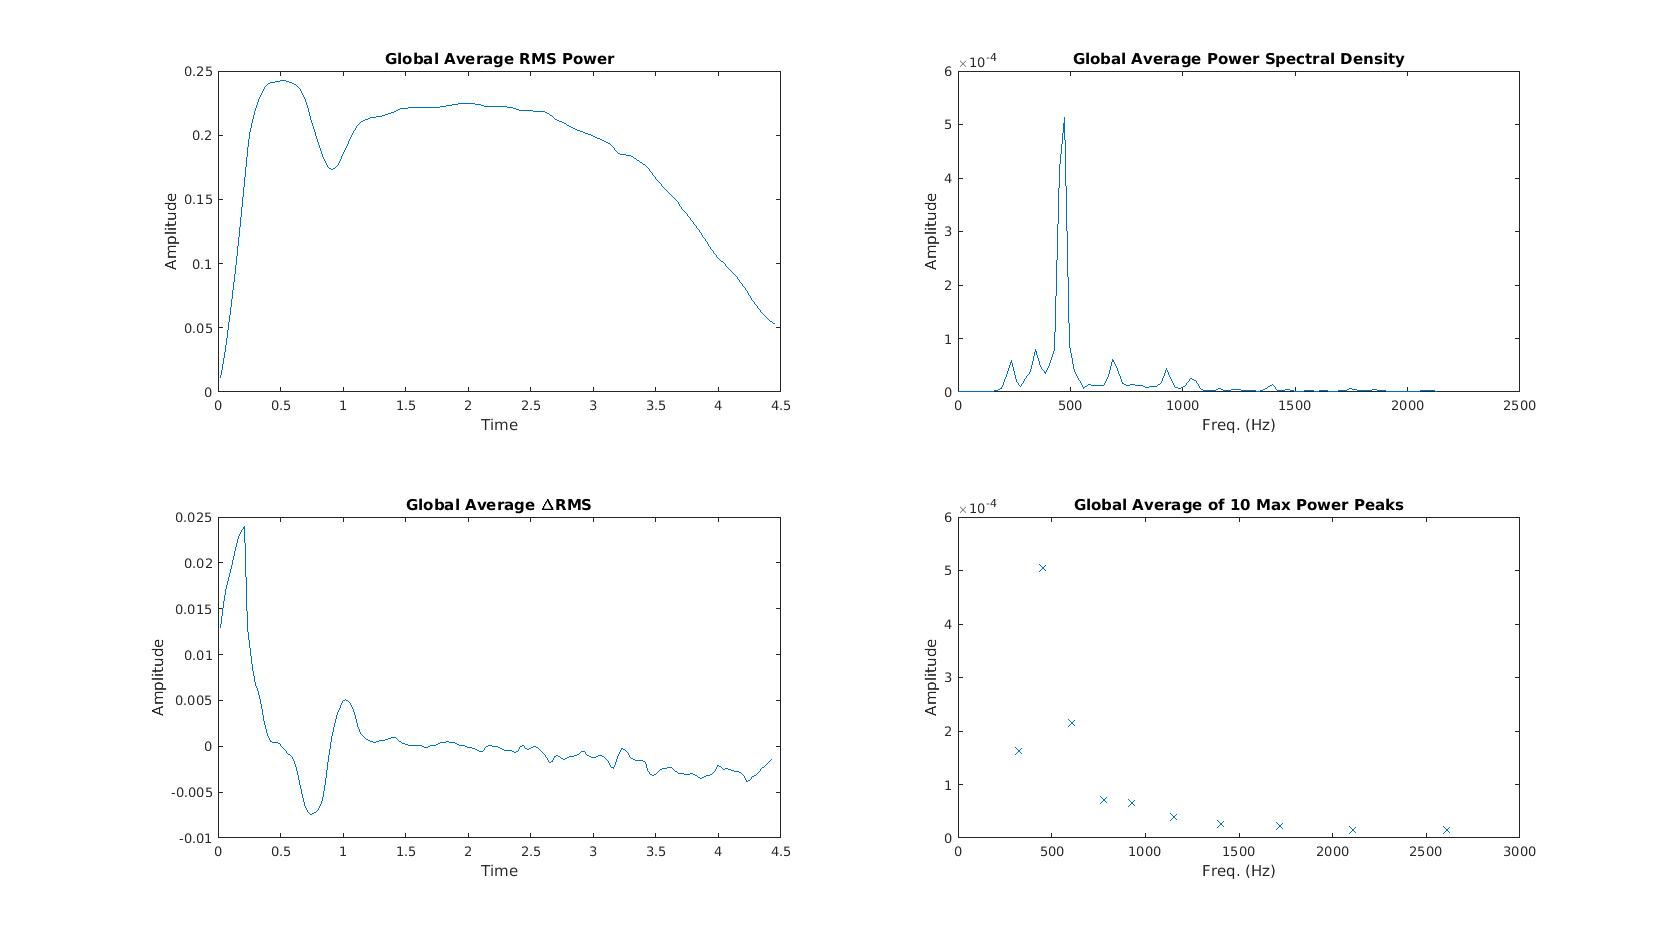 Global Average RMS Power
Amplitude
0.25
0.2
0.15
0.1
0.05
0
0 0.5 1 1.5 2 2.5 3 3.5 4 4.5
Time
Global Average Power Spectral Density
×10-4
Amplitude
6
5
4
3
2
1
0
0 500 1000 1500 2000 2500
Freq. (Hz)
Global Average ΔRMS
Amplitude
0.025
0.02
0.015
0.01
0.005
0
-0.005
-0.01
0 0.5 1 1.5 2 2.5 3 3.5 4 4.5
Time
Global Average of 10 Max Power Peaks
×10-4
Amplitude
6
5
4
3
2
1
0
0 500 1000 1500 2000 2500 3000
Freq. (Hz)